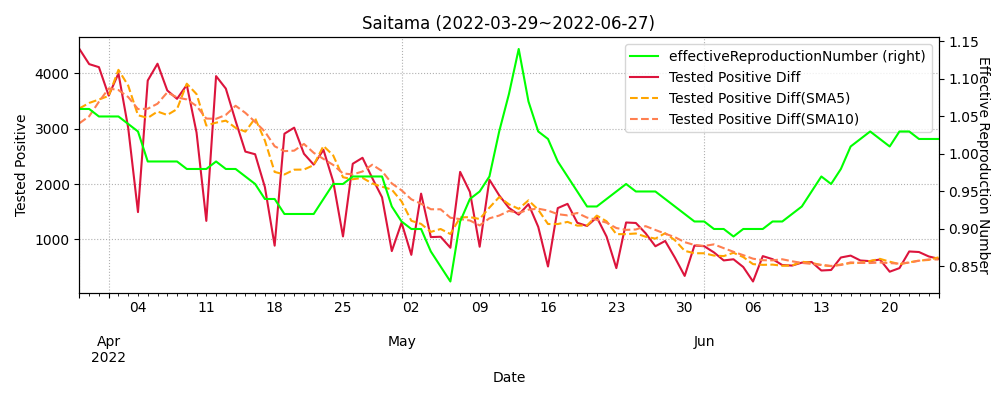 Saitama (2022-03-29~2022-06-27)
effectiveReproductionNumber (right)
Tested Positive Diff
Tested Positive Diff(SMA5)
Tested Positive Diff(SMA10)
Tested Positive
4000
3000
2000
1000
1.15
1.10
1.05
1.00
0.95
0.90
0.85
Effective Reproduction Number
04 11 18 25 02 09 16 23 30 06 13 20
Apr May Jun
2022
Date